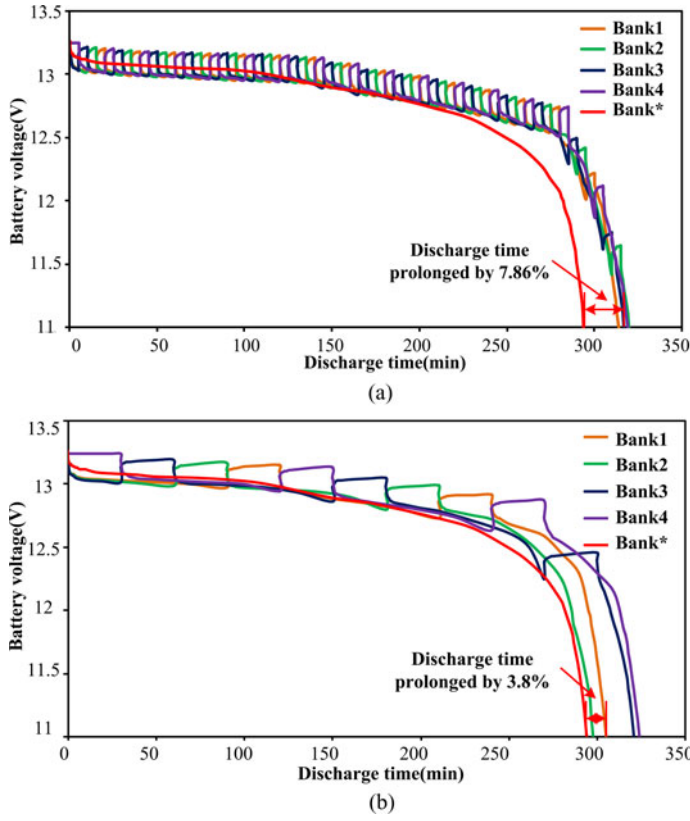 13.5
13
12.5
12
11.5
11
0
50
100
150
200
250
300
350
Battery voltage(V)
Discharge time(min)
Bank1
Bank2
Bank3
Bank4
Bank*
Discharge time
prolonged by 7.86%
(a)
13.5
13
12.5
12
11.5
11
0
50
100
150
200
250
300
350
Battery voltage(V)
Discharge time(min)
Bank1
Bank2
Bank3
Bank4
Bank*
Discharge time
prolonged by 3.8%
(b)